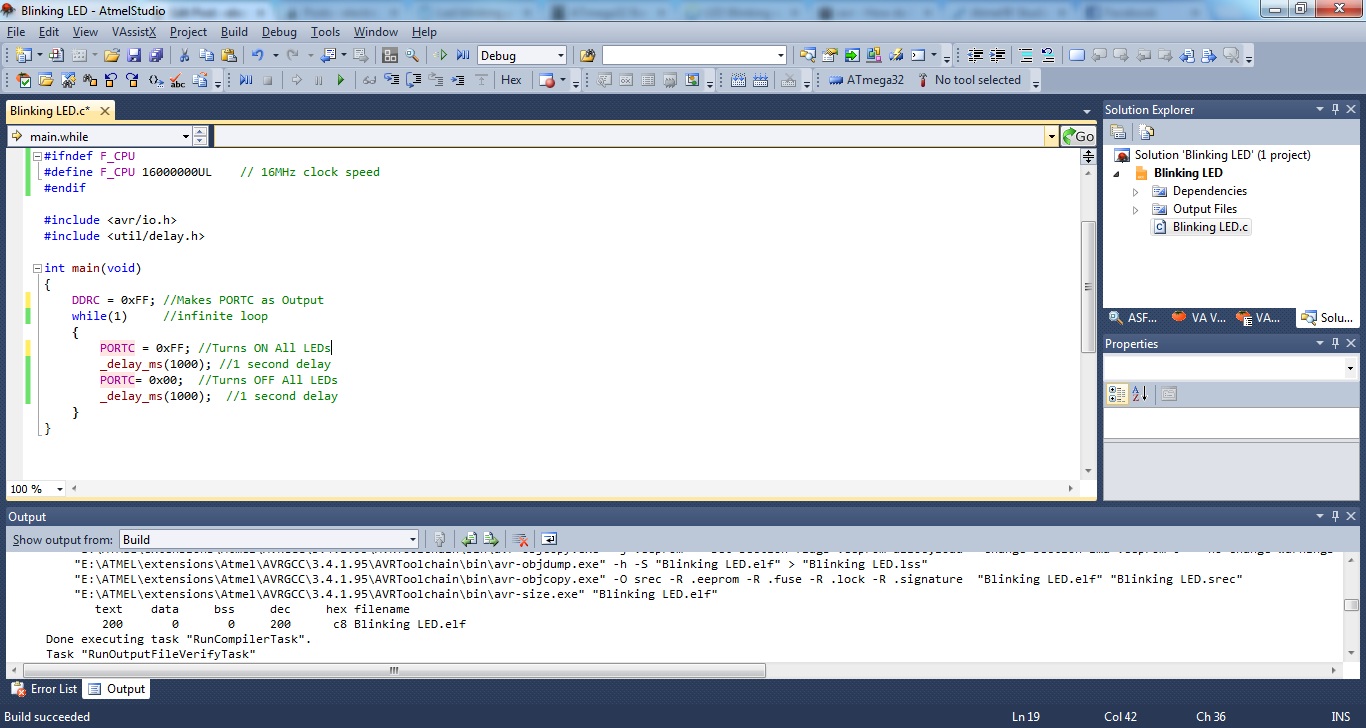 Blinking LED - AtmelStudio
File Edit View VAssistX Project Build Debug Tools Window Help
Debug
Hex ATmega32 No tool selected
Blinking LED.c*
main.while Go
#ifndef F_CPU
#define F_CPU 16000000UL // 16MHz clock speed
#endif
#include <avr/io.h>
#include <util/delay.h>
int main(void)
{
DDRC = 0xFF; //Makes PORTC as Output
while(1) //infinite loop
{
PORTC = 0xFF; //Turns ON All LEDs
_delay_ms(1000); //1 second delay
PORTC= 0x00; //Turns OFF All LEDs
_delay_ms(1000); //1 second delay
}
}
100 %
Solution Explorer
Solution 'Blinking LED' (1 project)
Blinking LED
Dependencies
Output Files
Blinking LED.c
ASF... VA V... VA... Solu...
Properties
Output
Show output from: Build
"E:\ATMEL\extensions\Atmel\AVRGCC\3.4.1.95\AVRToolchain\bin\avr-objdump.exe" -h -S "Blinking LED.elf" > "Blinking LED.lss"
"E:\ATMEL\extensions\Atmel\AVRGCC\3.4.1.95\AVRToolchain\bin\avr-objcopy.exe" -O srec -R .eeprom -R .fuse -R .lock -R .signature "Blinking LED.elf" "Blinking LED.srec"
"E:\ATMEL\extensions\Atmel\AVRGCC\3.4.1.95\AVRToolchain\bin\avr-size.exe" "Blinking LED.elf"
text data bss dec hex filename
200 0 0 200 c8 Blinking LED.elf
Done executing task "RunCompilerTask".
Task "RunOutputFileVerifyTask"
Error List Output
Build succeeded Ln 19 Col 42 Ch 36 INS